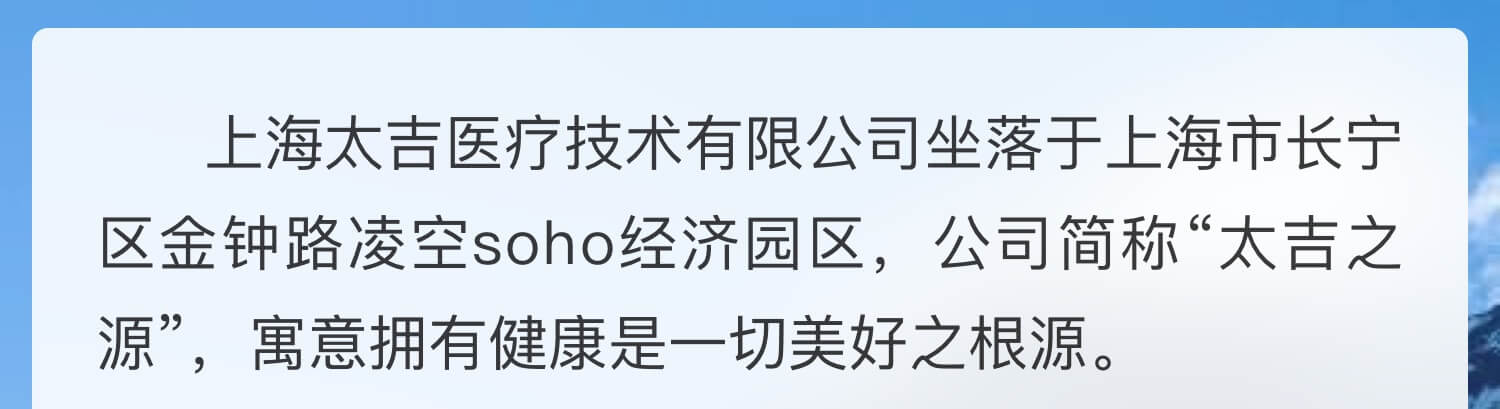 上海太吉医疗技术有限公司坐落于上海市长宁
区金钟路凌空soho经济园区，公司简称“太吉之
源”，寓意拥有健康是一切美好之根源。